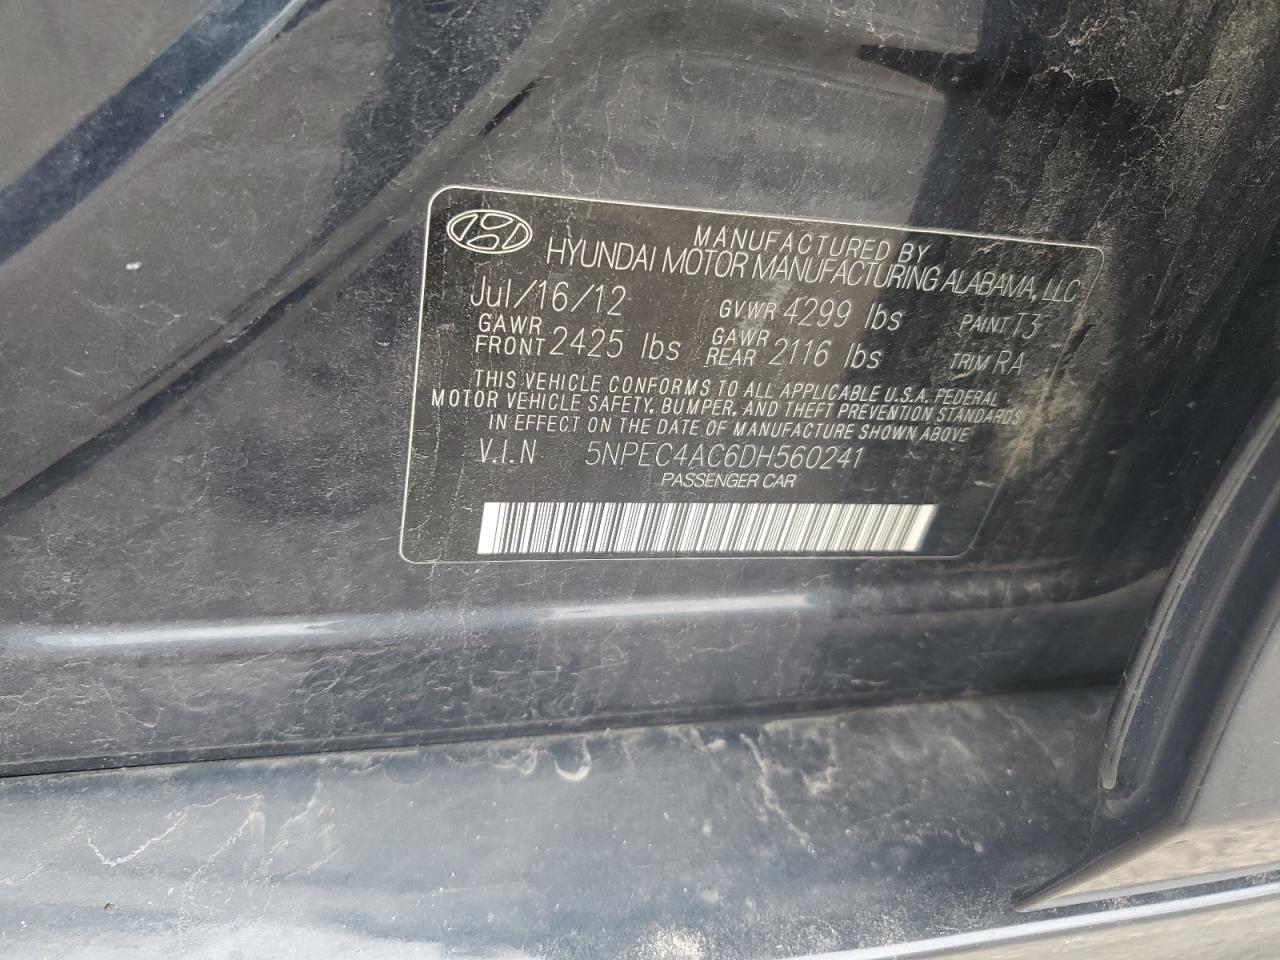 MANUFACTURED BY
HYUNDAI MOTOR MANUFACTURING ALABAMA, LLC
Jul/16/12 GVWR 4299 lbs PAINT T3
GAWR FRONT 2425 lbs GAWR REAR 2116 lbs TRIM RA
THIS VEHICLE CONFORMS TO ALL APPLICABLE U.S.A. FEDERAL
MOTOR VEHICLE SAFETY, BUMPER, AND THEFT PREVENTION STANDARDS
IN EFFECT ON THE DATE OF MANUFACTURE SHOWN ABOVE
V.I.N 5NPEC4AC6DH560241
PASSENGER CAR